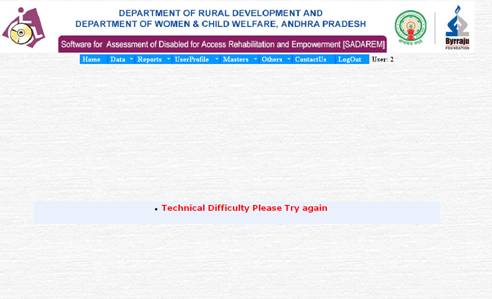 DEPARTMENT OF RURAL DEVELOPMENT AND
DEPARTMENT OF WOMEN & CHILD WELFARE, ANDHRA PRADESH
Software for Assessment of Disabled for Access Rehabilitation and Empowerment [SADAREM]
Byrraju
FOUNDATION
Home Data Reports UserProfile Masters Others ContactUs LogOut User: 2
• Technical Difficulty Please Try again